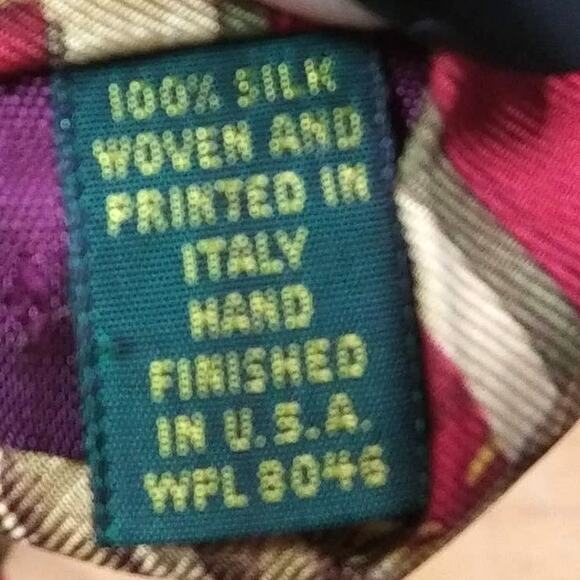 100% SILK
WOVEN AND
PRINTED IN
ITALY
HAND
FINISHED
IN U.S.A.
WPL 8046